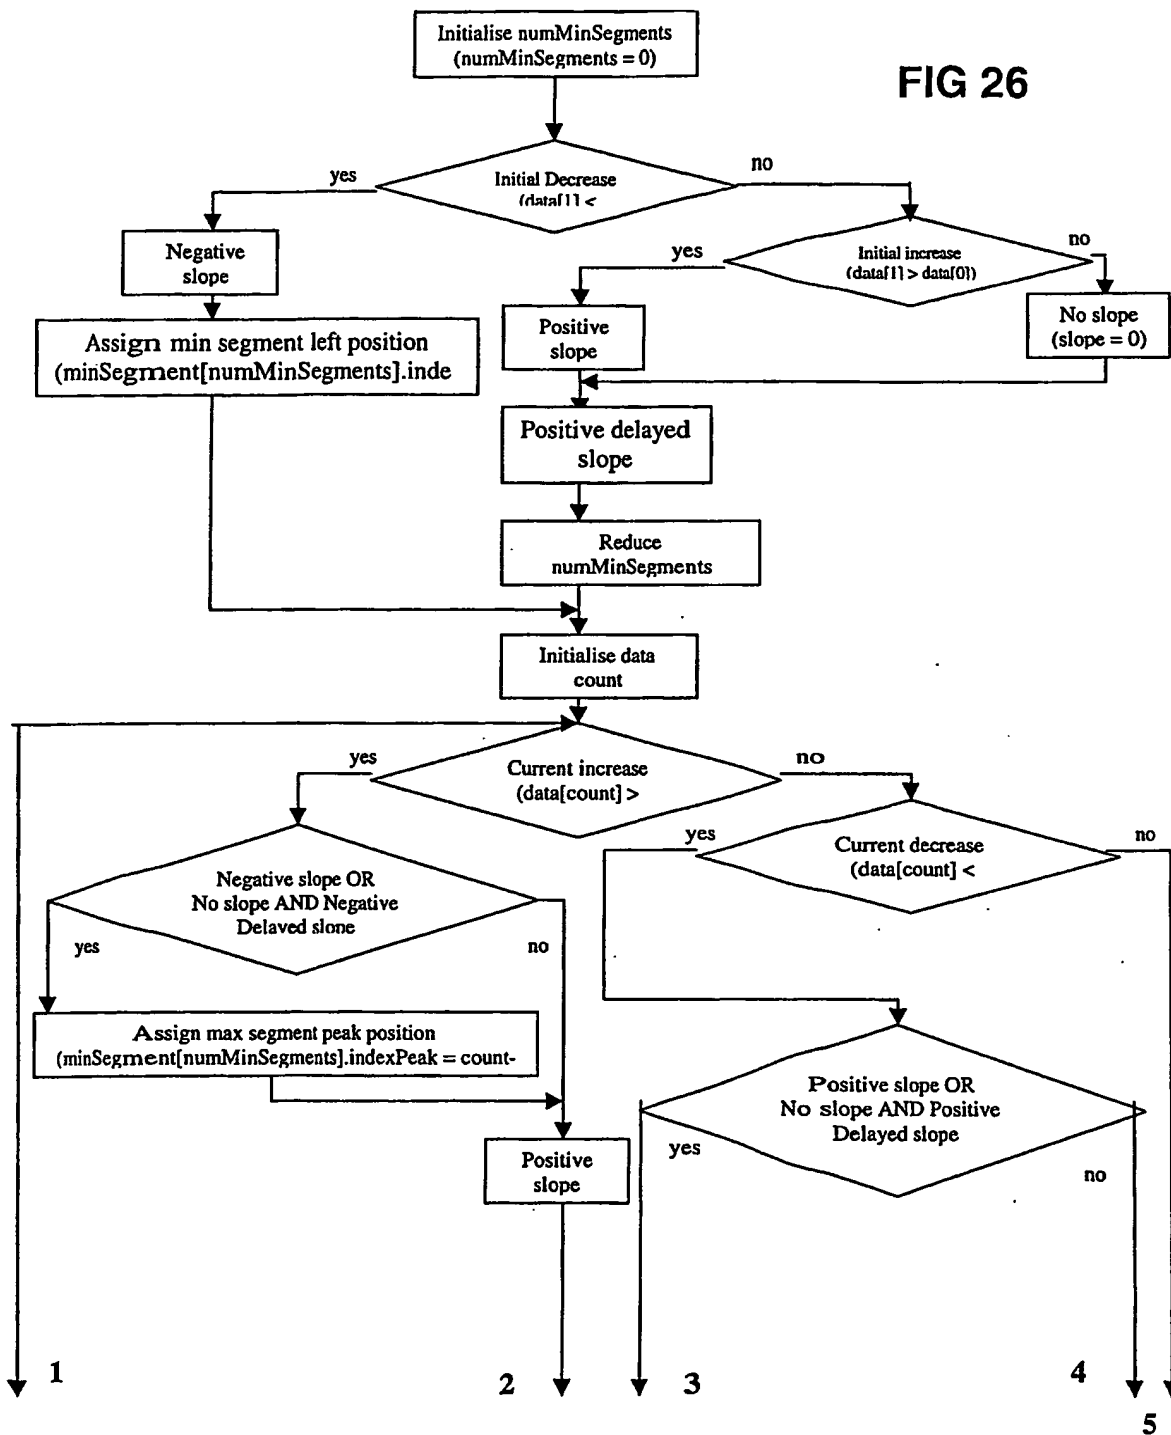 Initialise numMinSegments
(numMinSegments = 0)
FIG 26
yes
Initial Decrease
(data[1] <
no
Negative
slope
yes
Initial increase
(data[1] > data[0])
no
Assign min segment left position
(minSegment[numMinSegments].inde
Positive
slope
No slope
(slope = 0)
Positive delayed
slope
Reduce
numMinSegments
Initialise data
count
yes
Current increase
(data[count] >
no
yes
Current decrease
(data[count] <
no
Negative slope OR
No slope AND Negative
Delayed slope
yes
no
Assign max segment peak position
(minSegment[numMinSegments].indexPeak = count-
Positive slope OR
No slope AND Positive
Delayed slope
yes
no
Positive
slope
1
2
3
4
5